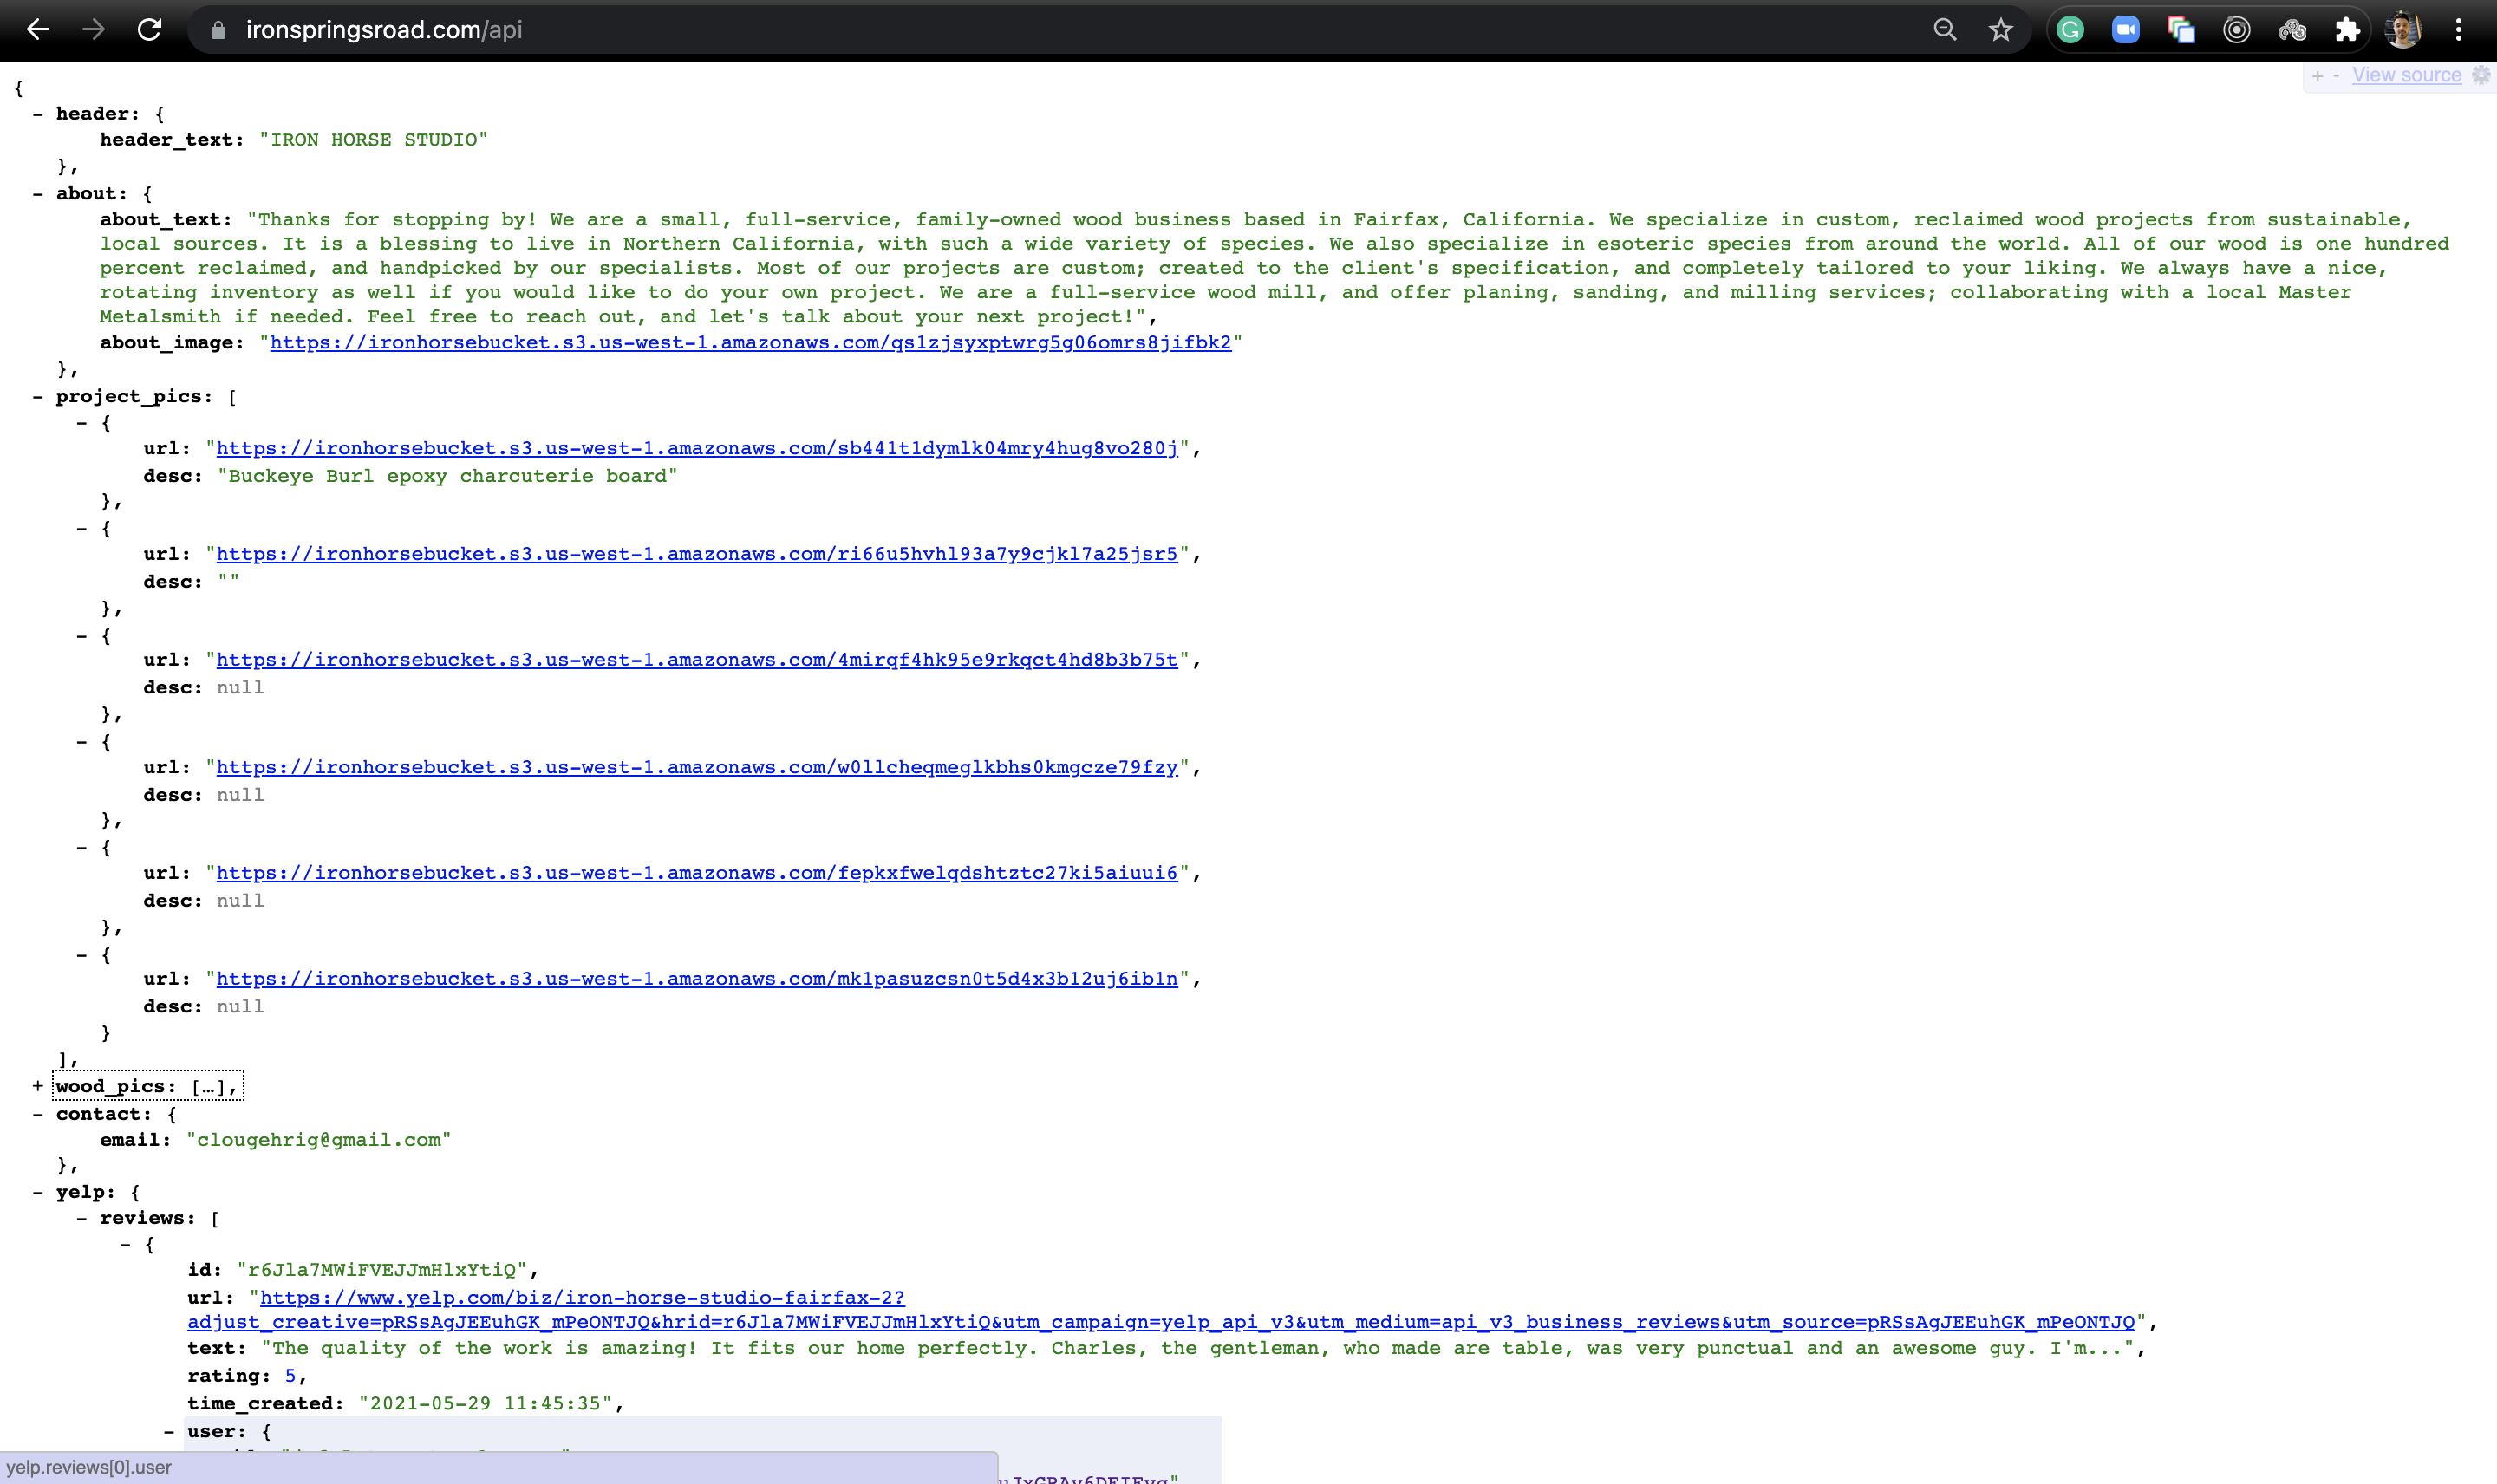 ironspringsroad.com/api
+ - View source
{
- header: {
header_text: "IRON HORSE STUDIO"
},
- about: {
about_text: "Thanks for stopping by! We are a small, full-service, family-owned wood business based in Fairfax, California. We specialize in custom, reclaimed wood projects from sustainable,
local sources. It is a blessing to live in Northern California, with such a wide variety of species. We also specialize in esoteric species from around the world. All of our wood is one hundred
percent reclaimed, and handpicked by our specialists. Most of our projects are custom; created to the client's specification, and completely tailored to your liking. We always have a nice,
rotating inventory as well if you would like to do your own project. We are a full-service wood mill, and offer planing, sanding, and milling services; collaborating with a local Master
Metalsmith if needed. Feel free to reach out, and let's talk about your next project!",
about_image: "https://ironhorsebucket.s3.us-west-1.amazonaws.com/qs1zjsyxptwrg5g06omrs8jifbk2"
},
- project_pics: [
- {
url: "https://ironhorsebucket.s3.us-west-1.amazonaws.com/sb441t1dymlk04mry4hug8vo280j",
desc: "Buckeye Burl epoxy charcuterie board"
},
- {
url: "https://ironhorsebucket.s3.us-west-1.amazonaws.com/ri66u5hvhl93a7y9cjkl7a25jsr5",
desc: ""
},
- {
url: "https://ironhorsebucket.s3.us-west-1.amazonaws.com/4mirqf4hk95e9rkqct4hd8b3b75t",
desc: null
},
- {
url: "https://ironhorsebucket.s3.us-west-1.amazonaws.com/w0llcheqmeglkbhs0kmgcze79fzy",
desc: null
},
- {
url: "https://ironhorsebucket.s3.us-west-1.amazonaws.com/fepkxfwelqdshtztc27ki5aiuui6",
desc: null
},
- {
url: "https://ironhorsebucket.s3.us-west-1.amazonaws.com/mk1pasuzcsn0t5d4x3b12uj6ib1n",
desc: null
}
],
+ wood_pics: […],
- contact: {
email: "clougehrig@gmail.com"
},
- yelp: {
- reviews: [
- {
id: "r6Jla7MWiFVEJJmHlxYtiQ",
url: "https://www.yelp.com/biz/iron-horse-studio-fairfax-2?
adjust_creative=pRSsAgJEEuhGK_mPeONTJQ&hrid=r6Jla7MWiFVEJJmHlxYtiQ&utm_campaign=yelp_api_v3&utm_medium=api_v3_business_reviews&utm_source=pRSsAgJEEuhGK_mPeONTJQ",
text: "The quality of the work is amazing! It fits our home perfectly. Charles, the gentleman, who made are table, was very punctual and an awesome guy. I'm...",
rating: 5,
time_created: "2021-05-29 11:45:35",
- user: {
yelp.reviews[0].user